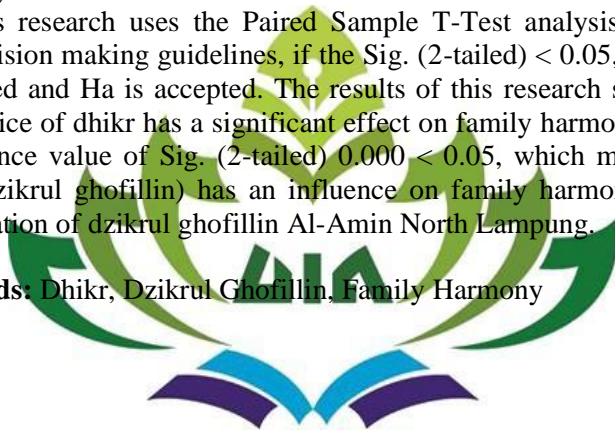 s research uses the Paired Sample T-Test analysis
ision making guidelines, if the Sig. (2-tailed) < 0.05,
ed and Ha is accepted. The results of this research s
ice of dhikr has a significant effect on family harmo
nce value of Sig. (2-tailed) 0.000 < 0.05, which m
zikrul ghofillin) has an influence on family harmo
ation of dzikrul ghofillin Al-Amin North Lampung.
ds: Dhikr, Dzikrul Ghofillin, Family Harmony